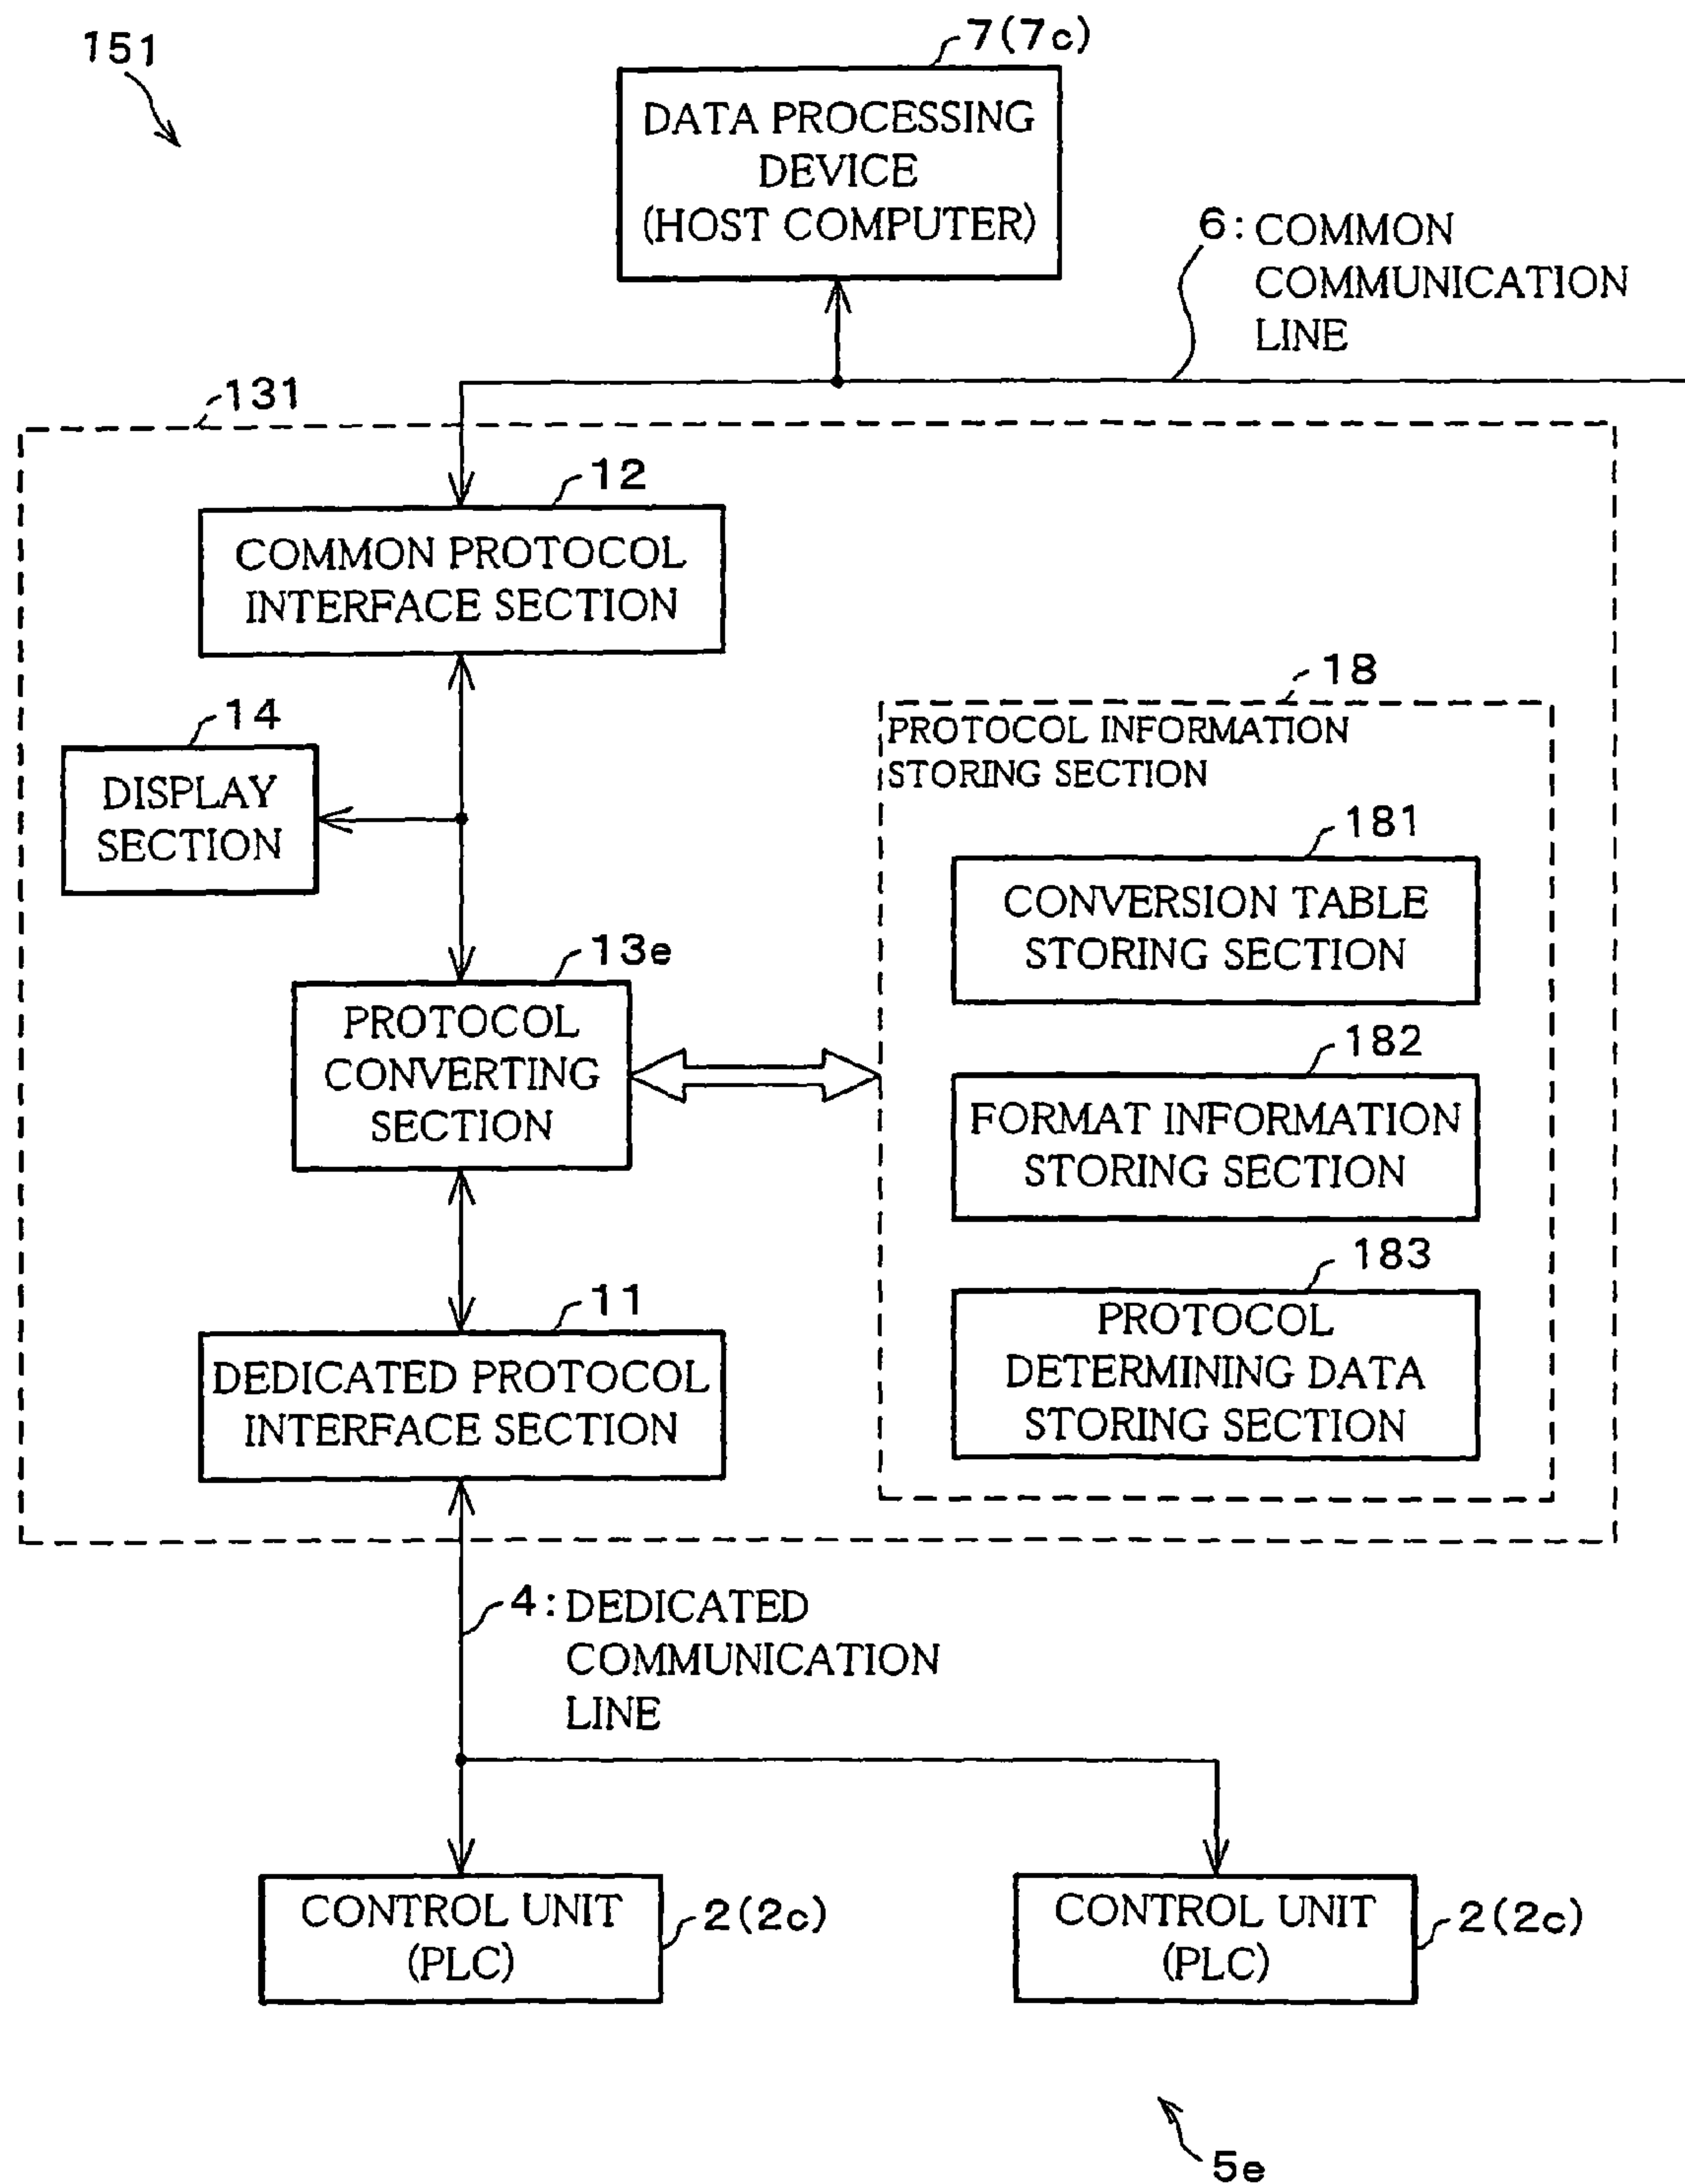 151
7(7c)
DATA PROCESSING
DEVICE
(HOST COMPUTER)
6: COMMON
COMMUNICATION
LINE
131
12
COMMON PROTOCOL
INTERFACE SECTION
18
PROTOCOL INFORMATION
STORING SECTION
14
DISPLAY
SECTION
181
CONVERSION TABLE
STORING SECTION
13e
PROTOCOL
CONVERTING
SECTION
182
FORMAT INFORMATION
STORING SECTION
183
PROTOCOL
DETERMINING DATA
STORING SECTION
11
DEDICATED PROTOCOL
INTERFACE SECTION
4: DEDICATED
COMMUNICATION
LINE
CONTROL UNIT
(PLC)
2(2c)
CONTROL UNIT
(PLC)
2(2c)
5e